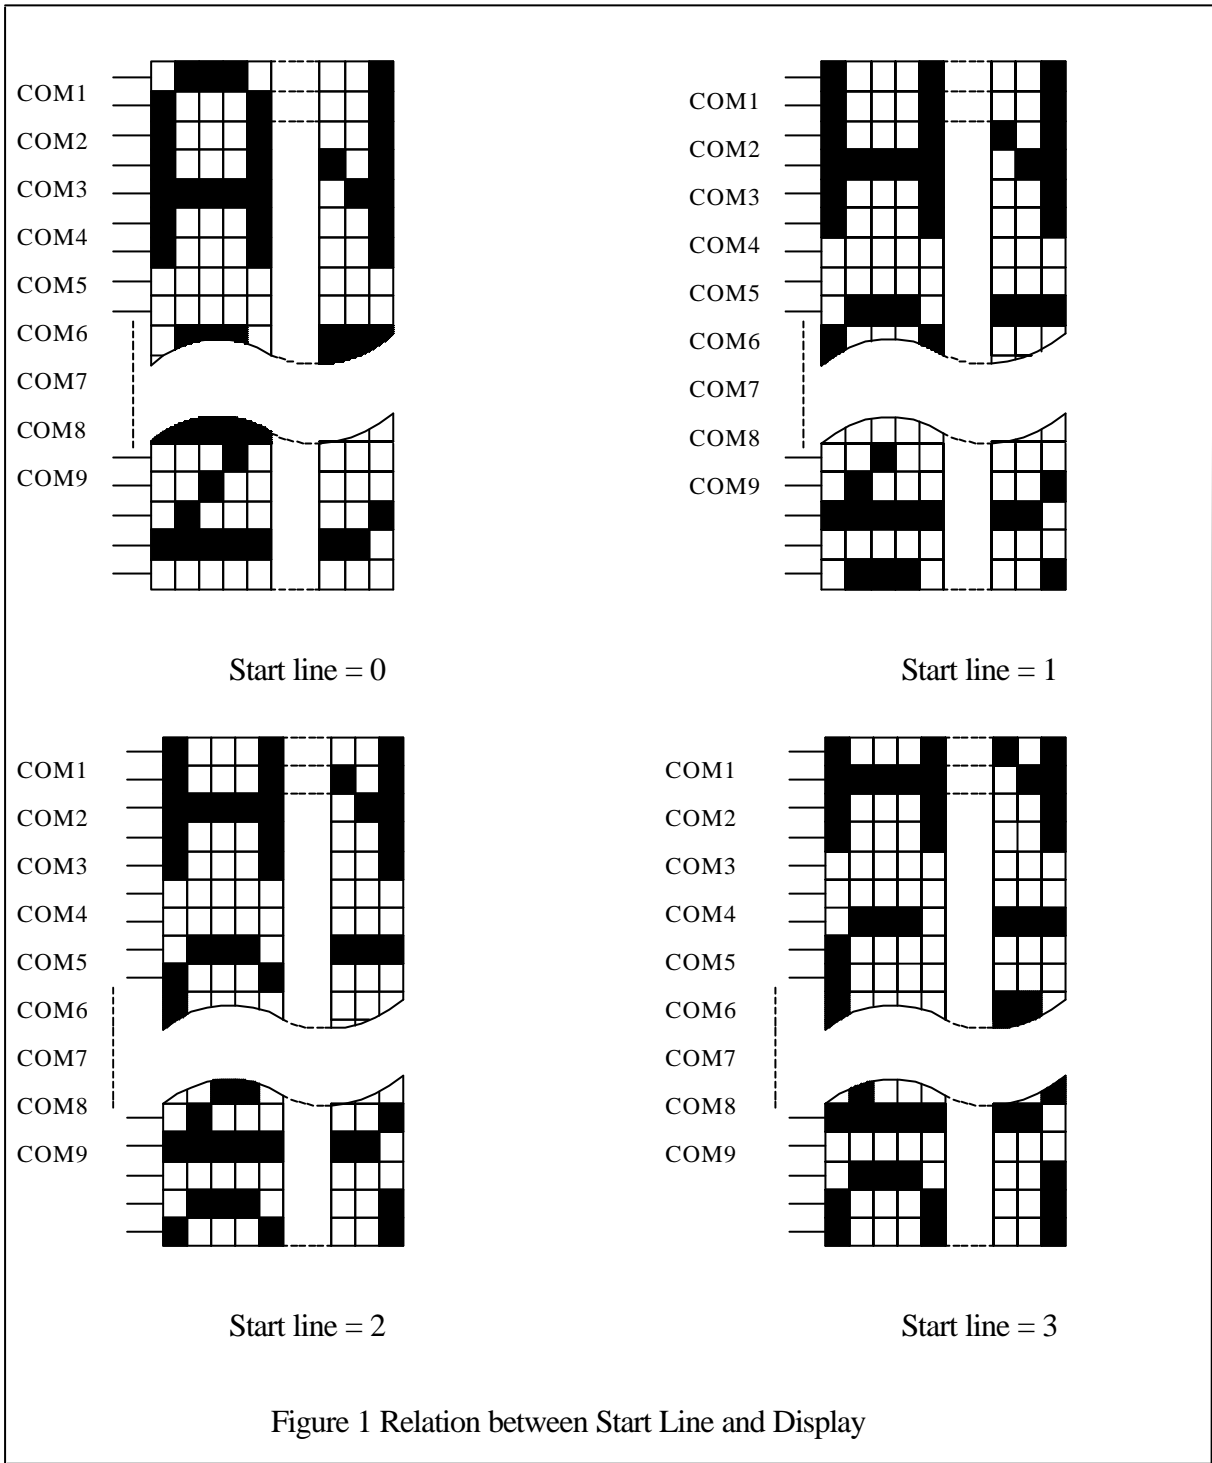 COM1
COM2
COM3
COM4
COM5
COM6
COM7
COM8
COM9
Start line = 0
COM1
COM2
COM3
COM4
COM5
COM6
COM7
COM8
COM9
Start line = 1
COM1
COM2
COM3
COM4
COM5
COM6
COM7
COM8
COM9
Start line = 2
COM1
COM2
COM3
COM4
COM5
COM6
COM7
COM8
COM9
Start line = 3
Figure 1 Relation between Start Line and Display